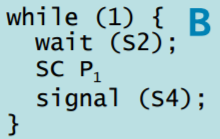 while (1) { B
wait (S2);
SC P1
signal (S4);
}